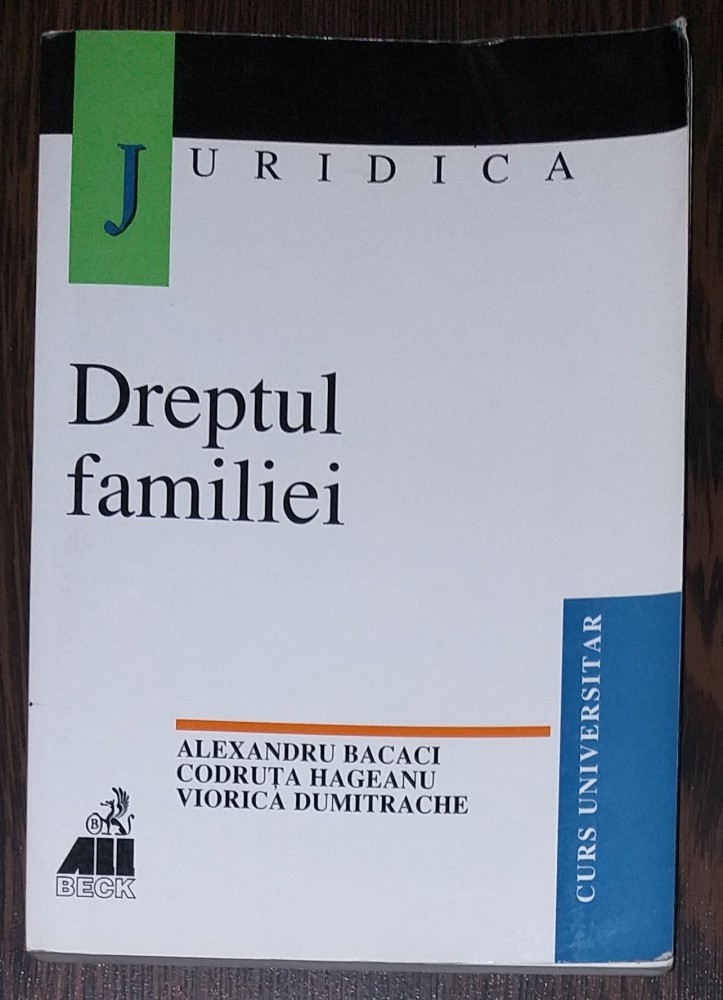 JURIDICA
Dreptul
familiei
ALEXANDRU BACACI
CODRUȚA HAGEANU
VIORICA DUMITRACHE
CURS UNIVERSITAR
B
ALL
BECK